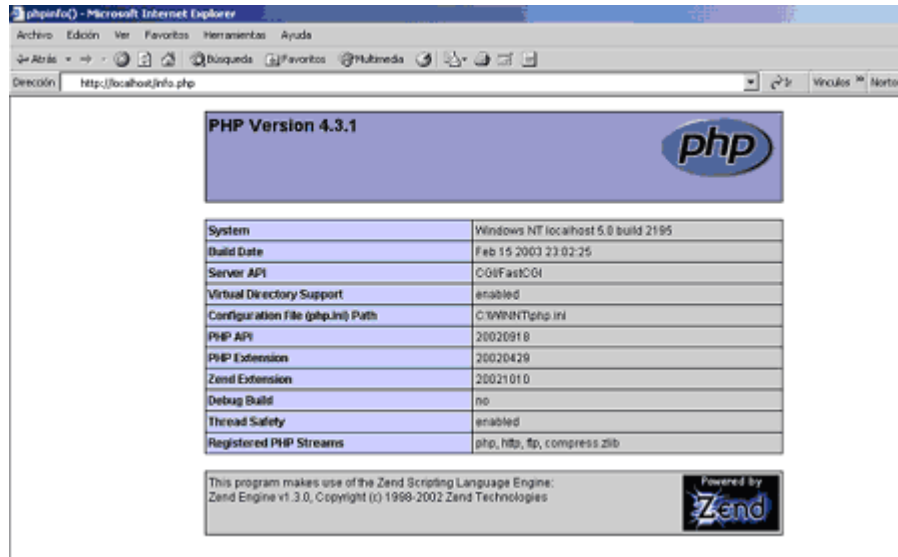 phpinfo() - Microsoft Internet Explorer
Archivo Edición Ver Favoritos Herramientas Ayuda
Atrás Búsqueda Favoritos Multimedia
Dirección http://localhost/info.php Ir Vínculos » Norto
PHP Version 4.3.1
php
System Windows NT localhost 5.0 build 2195
Build Date Feb 15 2003 23:02:25
Server API CGI/FastCGI
Virtual Directory Support enabled
Configuration File (php.ini) Path C:\WINNT\php.ini
PHP API 20020918
PHP Extension 20020429
Zend Extension 20021010
Debug Build no
Thread Safety enabled
Registered PHP Streams php, http, ftp, compress.zlib
This program makes use of the Zend Scripting Language Engine:
Zend Engine v1.3.0, Copyright (c) 1998-2002 Zend Technologies
Powered by
Zend